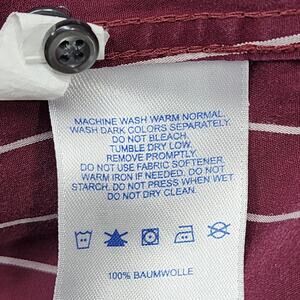 MACHINE WASH WARM NORMAL.
WASH DARK COLORS SEPARATELY.
DO NOT BLEACH.
TUMBLE DRY LOW.
REMOVE PROMPTLY.
DO NOT USE FABRIC SOFTENER.
WARM IRON IF NEEDED. DO NOT
STARCH. DO NOT PRESS WHEN WET.
DO NOT DRY CLEAN.
100% BAUMWOLLE